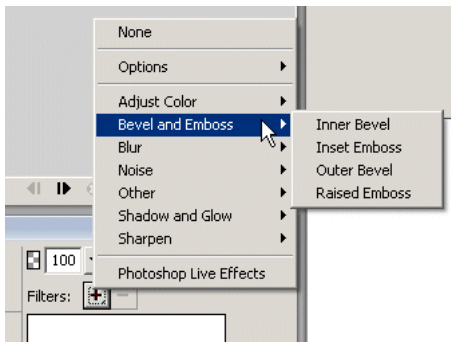 None
Options
Adjust Color
Bevel and Emboss
Blur
Noise
Other
Shadow and Glow
Sharpen
Photoshop Live Effects
Inner Bevel
Inset Emboss
Outer Bevel
Raised Emboss
100
Filters: